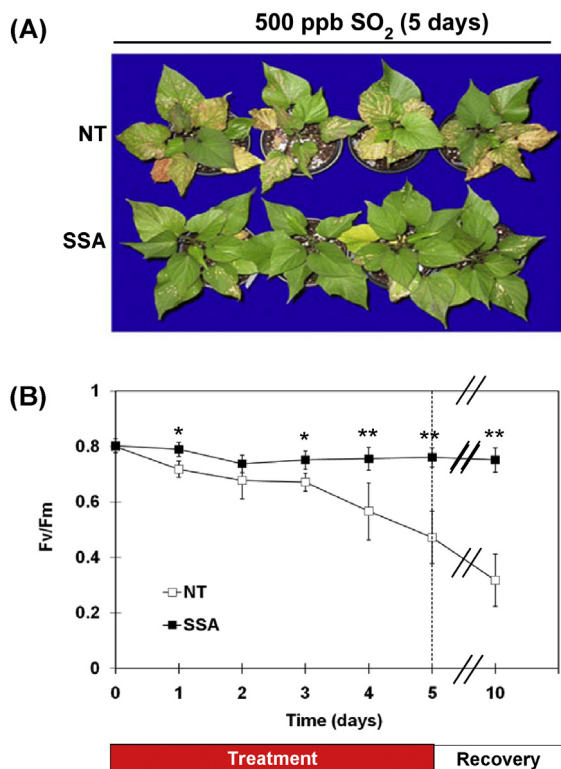 (A)
500 ppb SO2 (5 days)
NT
SSA
(B)
1
0.8
0.6
0.4
0.2
0
Fv/Fm
* * ** ** **
NT
SSA
0 1 2 3 4 5 10
Time (days)
Treatment Recovery